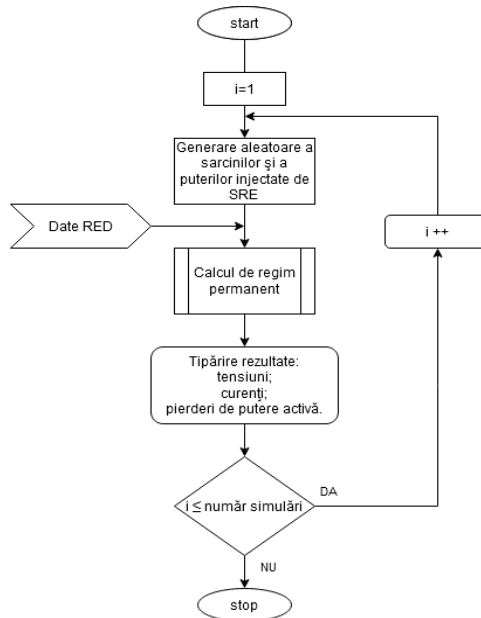 start
i=1
Generare aleatoare a
sarcinilor şi a
puterilor injectate de
SRE
Date RED
i ++
Calcul de regim
permanent
Tipărire rezultate:
tensiuni;
curenți;
pierderi de putere activă.
i ≤ număr simulări
DA
NU
stop